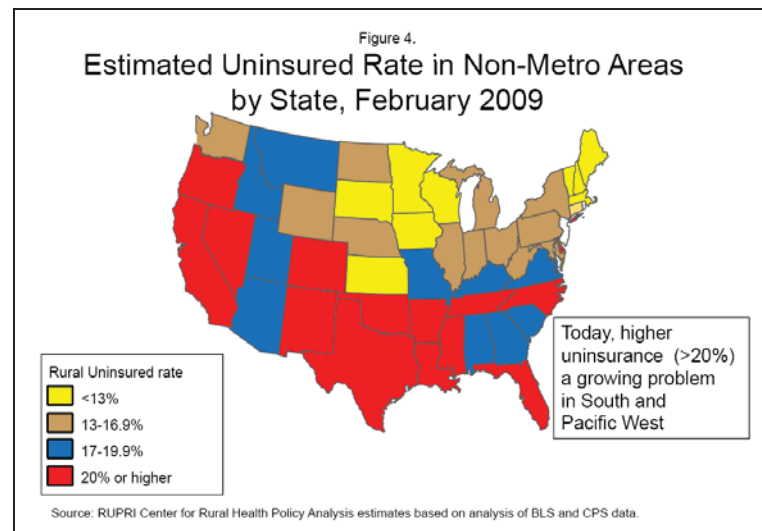 Figure 4.
Estimated Uninsured Rate in Non-Metro Areas
by State, February 2009
Today, higher
uninsurance (>20%)
a growing problem
in South and
Pacific West
Rural Uninsured rate
<13%
13-16.9%
17-19.9%
20% or higher
Source: RUPRI Center for Rural Health Policy Analysis estimates based on analysis of BLS and CPS data.